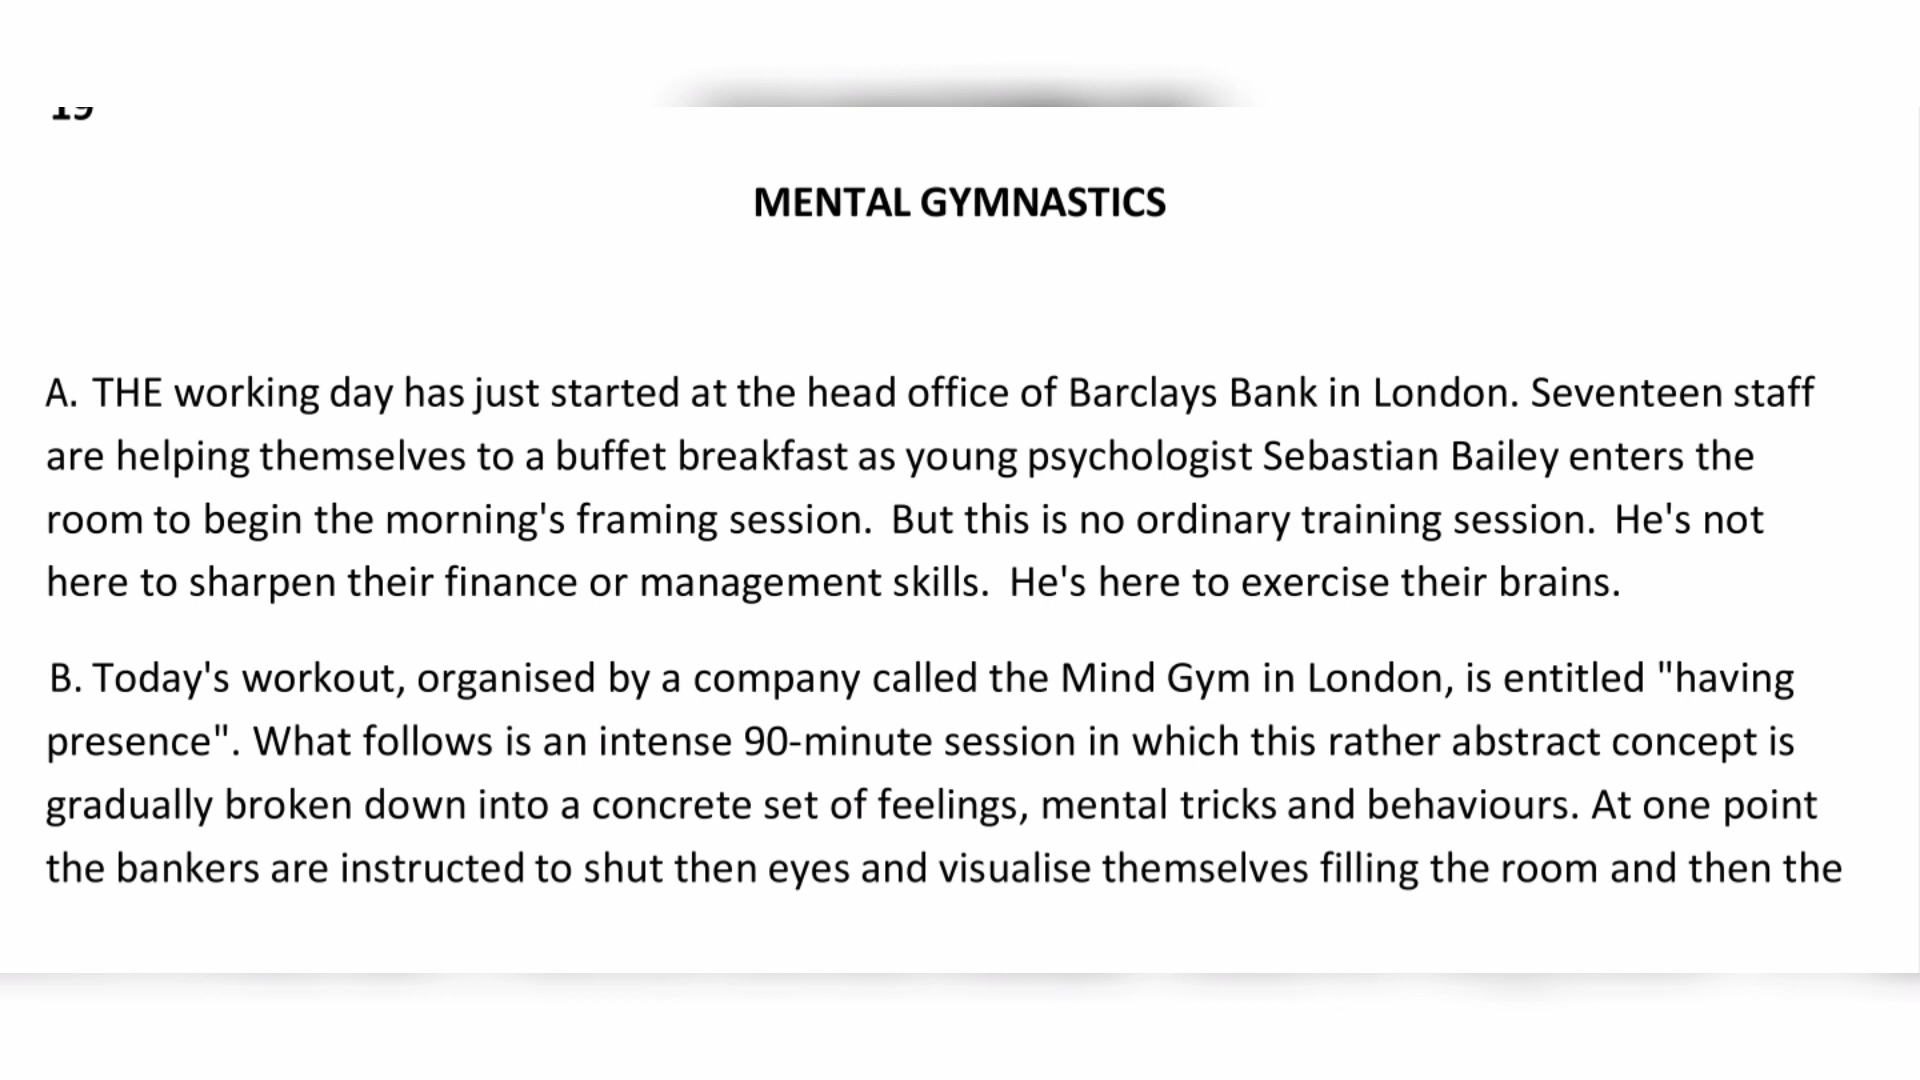 19
MENTAL GYMNASTICS
A. THE working day has just started at the head office of Barclays Bank in London. Seventeen staff
are helping themselves to a buffet breakfast as young psychologist Sebastian Bailey enters the
room to begin the morning's framing session.  But this is no ordinary training session.  He's not
here to sharpen their finance or management skills.  He's here to exercise their brains.
B. Today's workout, organised by a company called the Mind Gym in London, is entitled "having
presence". What follows is an intense 90-minute session in which this rather abstract concept is
gradually broken down into a concrete set of feelings, mental tricks and behaviours. At one point
the bankers are instructed to shut then eyes and visualise themselves filling the room and then the